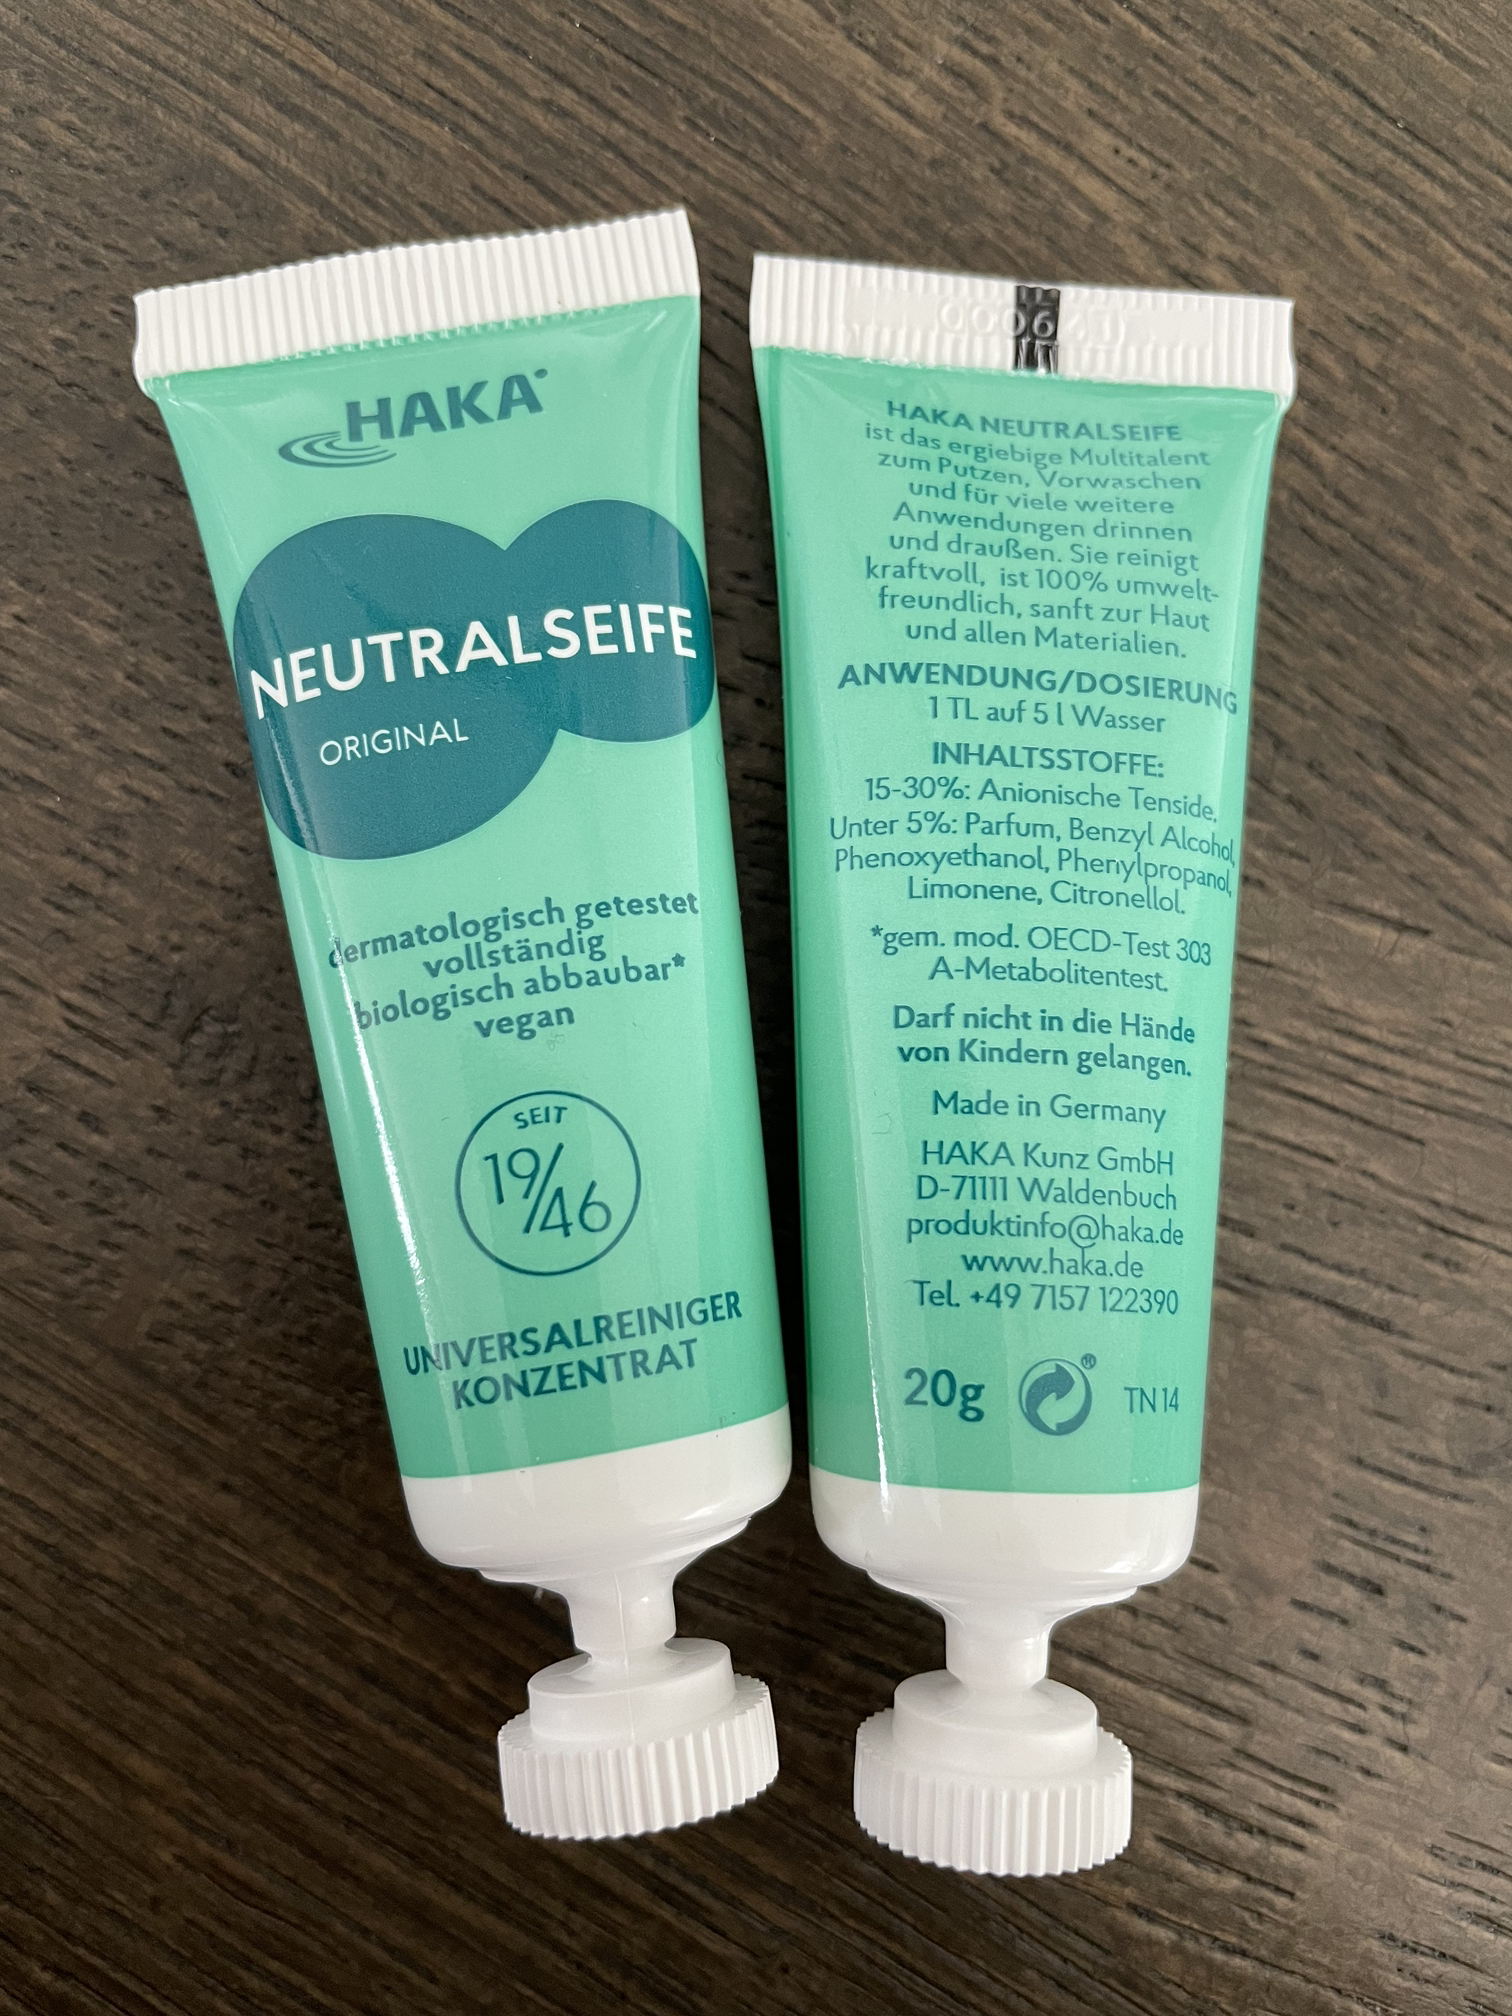 HAKA
NEUTRALSEIFE
ORIGINAL
dermatologisch getestet
vollständig
biologisch abbaubar*
vegan
SEIT
19/46
UNIVERSALREINIGER
KONZENTRAT
HAKA NEUTRALSEIFE
ist das ergiebige Multitalent
zum Putzen, Vorwaschen
und für viele weitere
Anwendungen drinnen
und draußen. Sie reinigt
kraftvoll, ist 100% umwelt-
freundlich, sanft zur Haut
und allen Materialien.
ANWENDUNG/DOSIERUNG
1 TL auf 5 l Wasser
INHALTSSTOFFE:
15-30%: Anionische Tenside,
Unter 5%: Parfum, Benzyl Alcohol,
Phenoxyethanol, Phenylpropanol,
Limonene, Citronellol.
*gem. mod. OECD-Test 303
A-Metabolitentest.
Darf nicht in die Hände
von Kindern gelangen.
Made in Germany
HAKA Kunz GmbH
D-71111 Waldenbuch
produktinfo@haka.de
www.haka.de
Tel. +49 7157 122390
20g ® TN 14